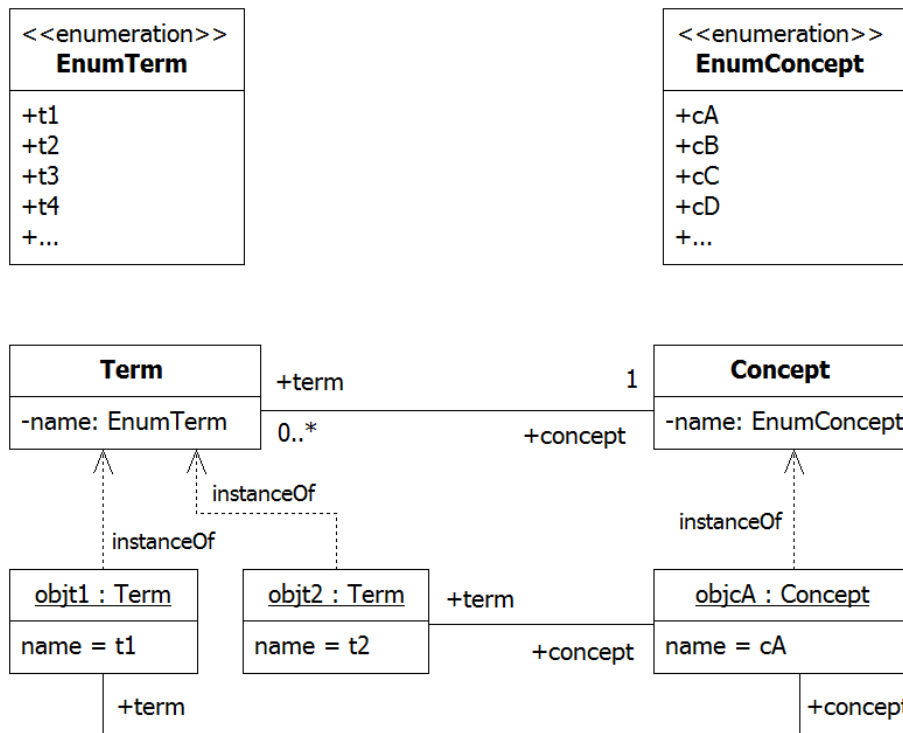 <<enumeration>>
EnumTerm
+t1
+t2
+t3
+t4
+...
<<enumeration>>
EnumConcept
+cA
+cB
+cC
+cD
+...
Term
-name: EnumTerm
+term
0..*
1
+concept
Concept
-name: EnumConcept
instanceOf
instanceOf
instanceOf
objt1 : Term
name = t1
objt2 : Term
name = t2
+term
+concept
objcA : Concept
name = cA
+term
+concept